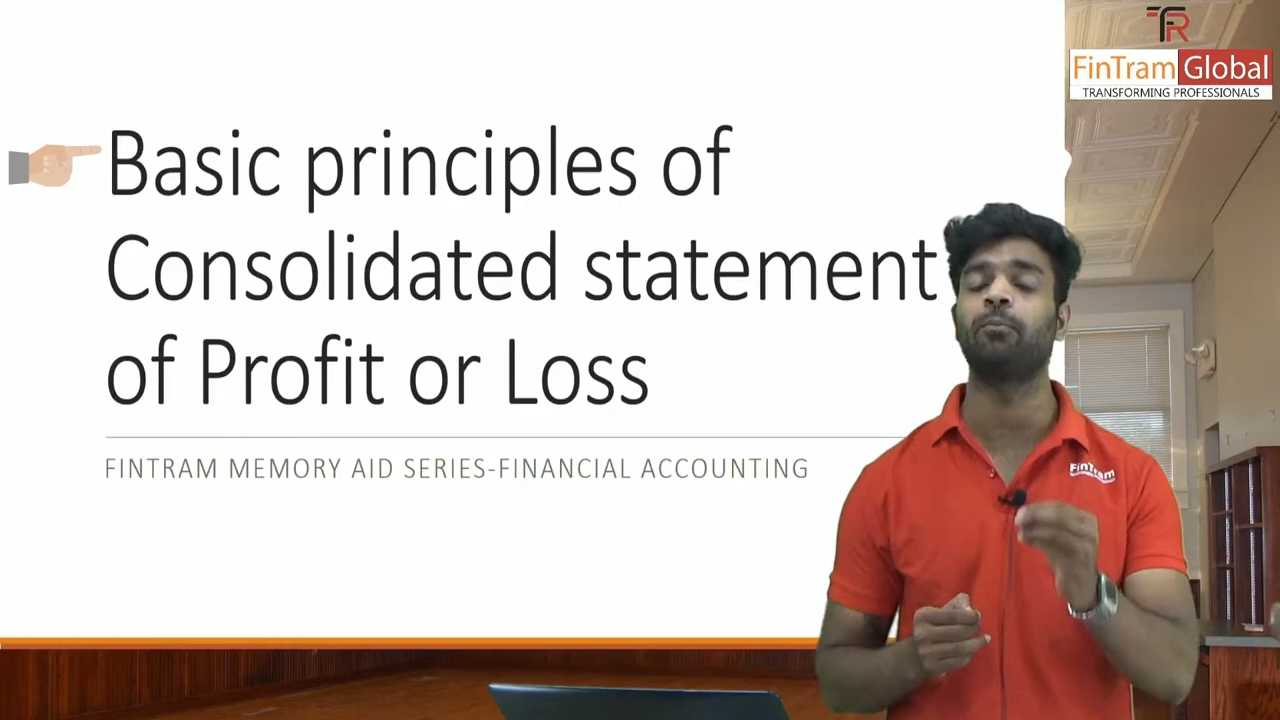 FR
FinTram Global
TRANSFORMING PROFESSIONALS
Basic principles of
Consolidated statement
of Profit or Loss
FINTRAM MEMORY AID SERIES-FINANCIAL ACCOUNTING
FinTram